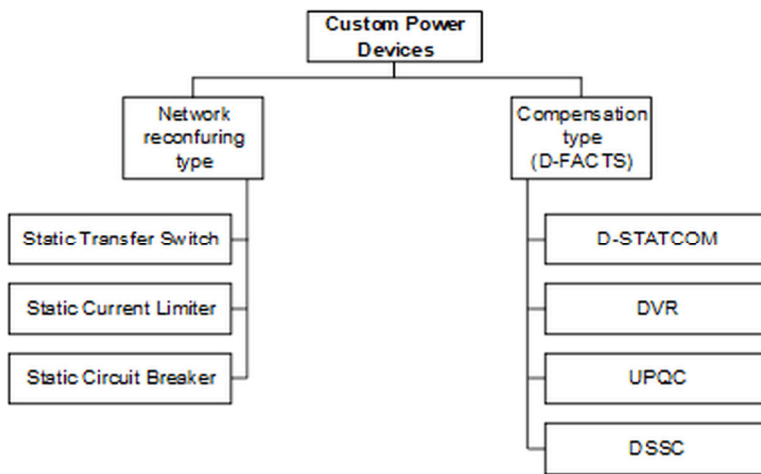 Custom Power
Devices
Network
reconfuring
type
Compensation
type
(D-FACTS)
Static Transfer Switch
D-STATCOM
Static Current Limiter
DVR
Static Circuit Breaker
UPQC
DSSC